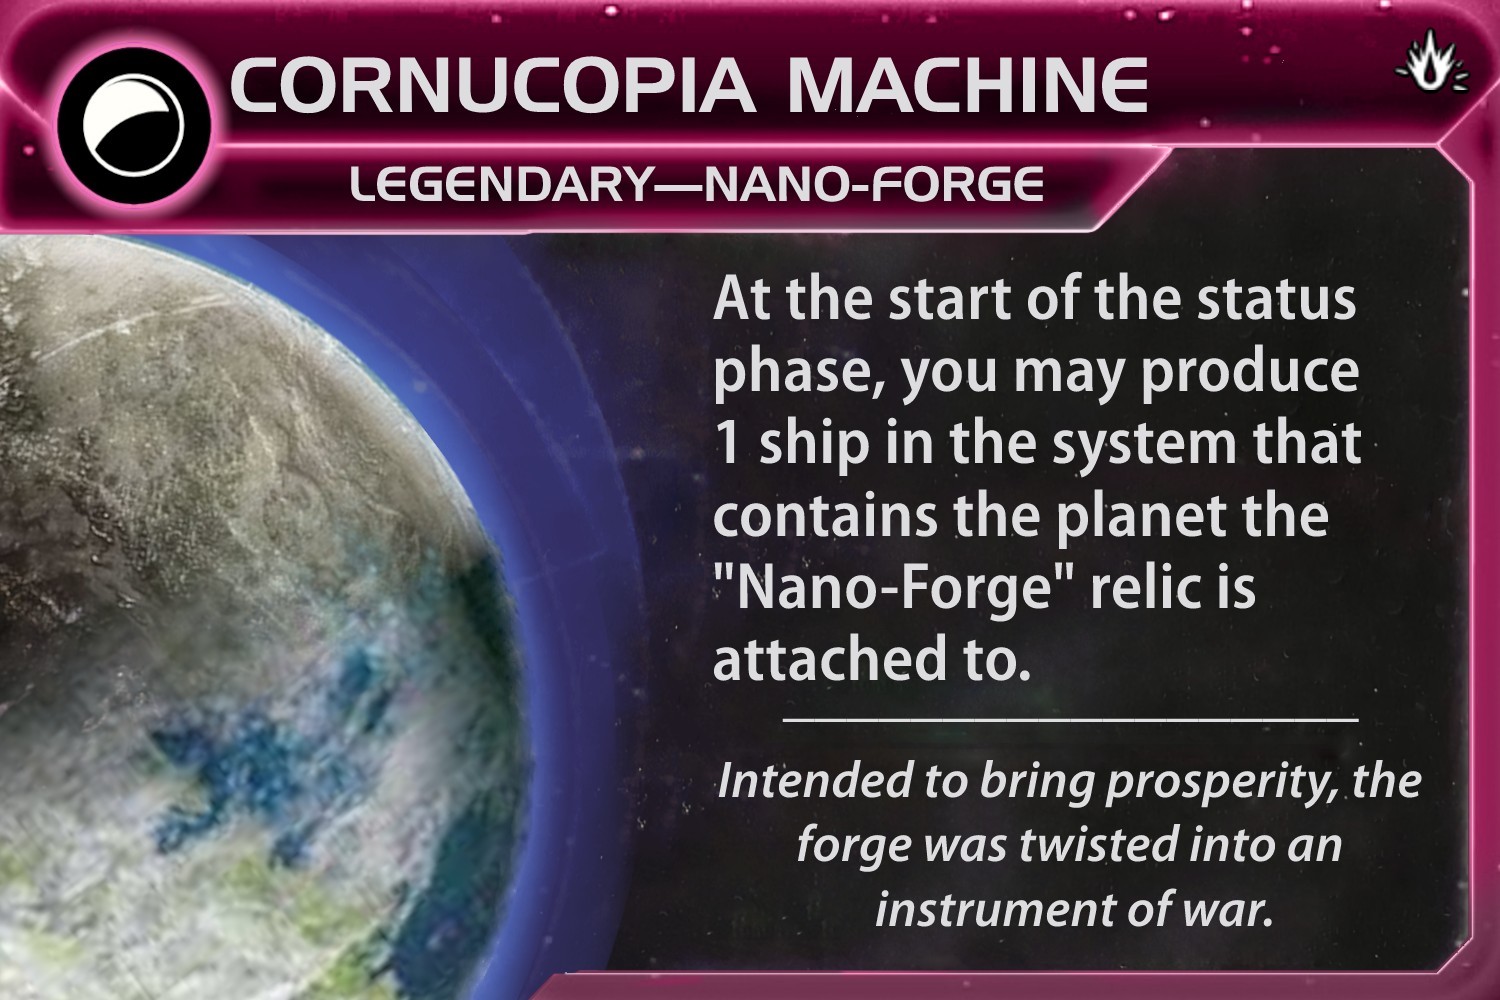 CORNUCOPIA MACHINE
LEGENDARY—NANO-FORGE
At the start of the status
phase, you may produce
1 ship in the system that
contains the planet the
"Nano-Forge" relic is
attached to.
Intended to bring prosperity, the
forge was twisted into an
instrument of war.